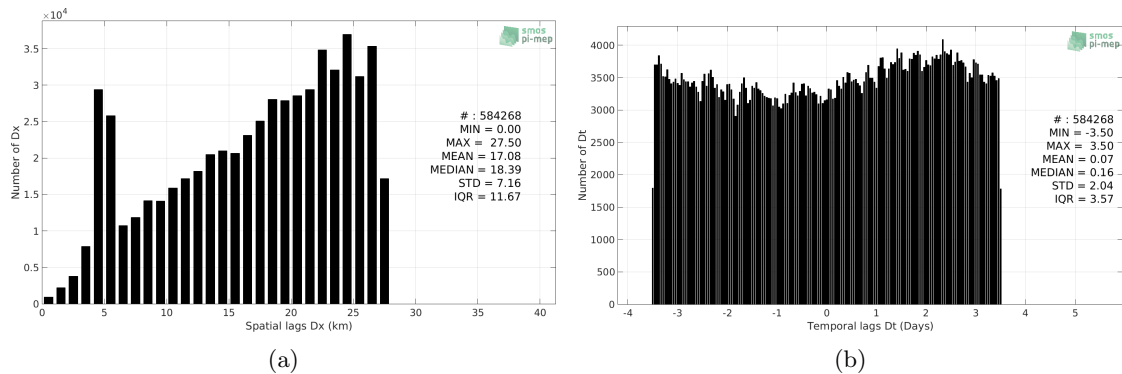 ×10⁴
4
3.5
3
2.5
2
1.5
1
0.5
0
Number of Dx
0 5 10 15 20 25 30 35 40
Spatial lags Dx (km)
smos
pi-mep
# : 584268
MIN = 0.00
MAX = 27.50
MEAN = 17.08
MEDIAN = 18.39
STD = 7.16
IQR = 11.67
(a)
4000
3500
3000
2500
2000
1500
1000
500
0
Number of Dt
-4 -3 -2 -1 0 1 2 3 4 5
Temporal lags Dt (Days)
smos
pi-mep
# : 584268
MIN = -3.50
MAX = 3.50
MEAN = 0.07
MEDIAN = 0.16
STD = 2.04
IQR = 3.57
(b)